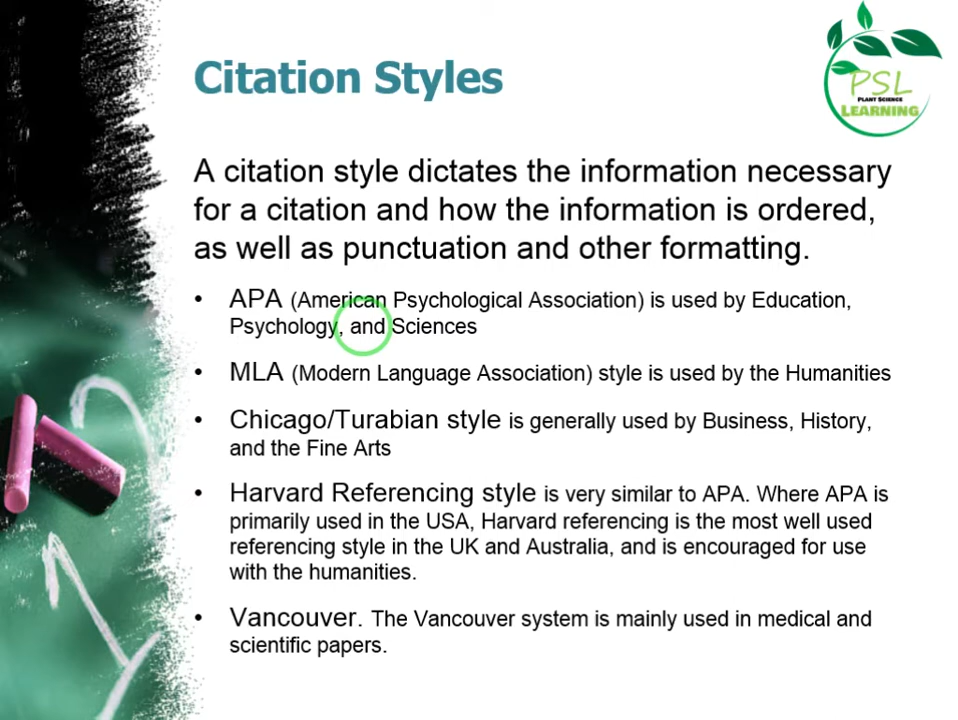 Citation Styles
PSL
PLANT SCIENCE
LEARNING
A citation style dictates the information necessary
for a citation and how the information is ordered,
as well as punctuation and other formatting.
• APA (American Psychological Association) is used by Education,
Psychology, and Sciences
• MLA (Modern Language Association) style is used by the Humanities
• Chicago/Turabian style is generally used by Business, History,
and the Fine Arts
• Harvard Referencing style is very similar to APA. Where APA is
primarily used in the USA, Harvard referencing is the most well used
referencing style in the UK and Australia, and is encouraged for use
with the humanities.
• Vancouver. The Vancouver system is mainly used in medical and
scientific papers.